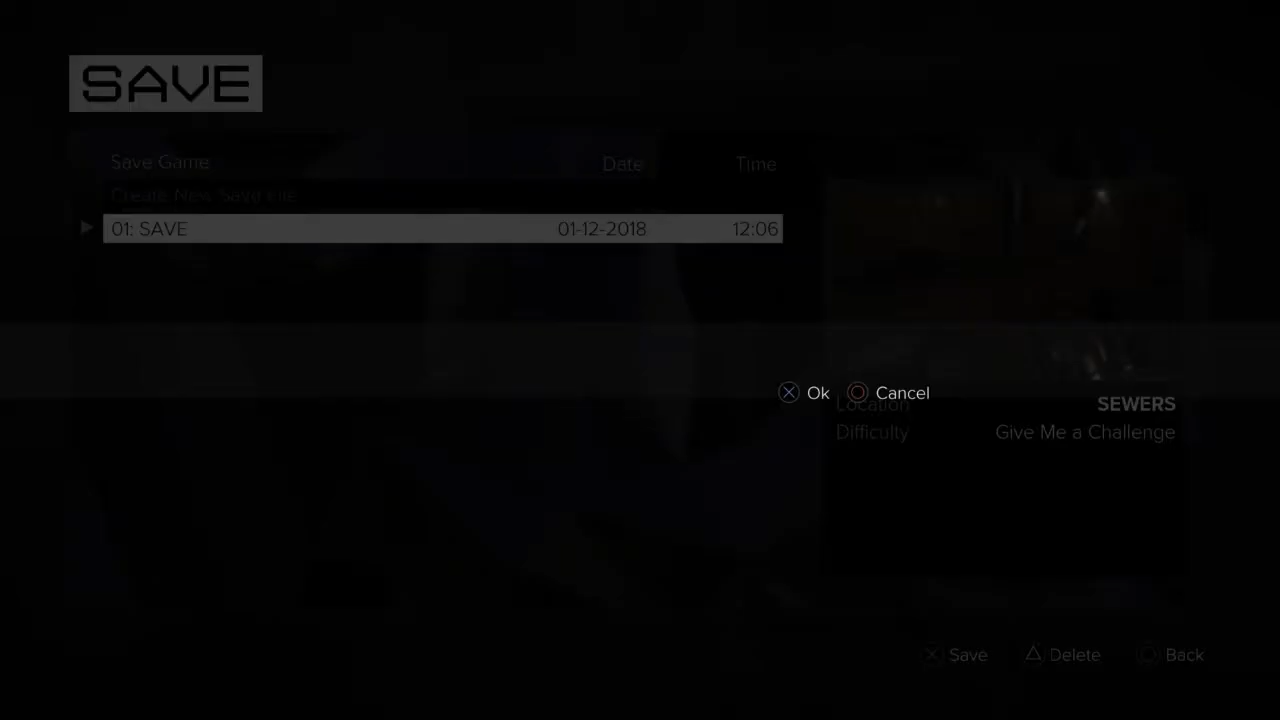 SAVE
Save Game Date Time
Create New Save File
01: SAVE 01-12-2018 12:06
Ok Cancel
Location SEWERS
Difficulty Give Me a Challenge
Save Delete Back